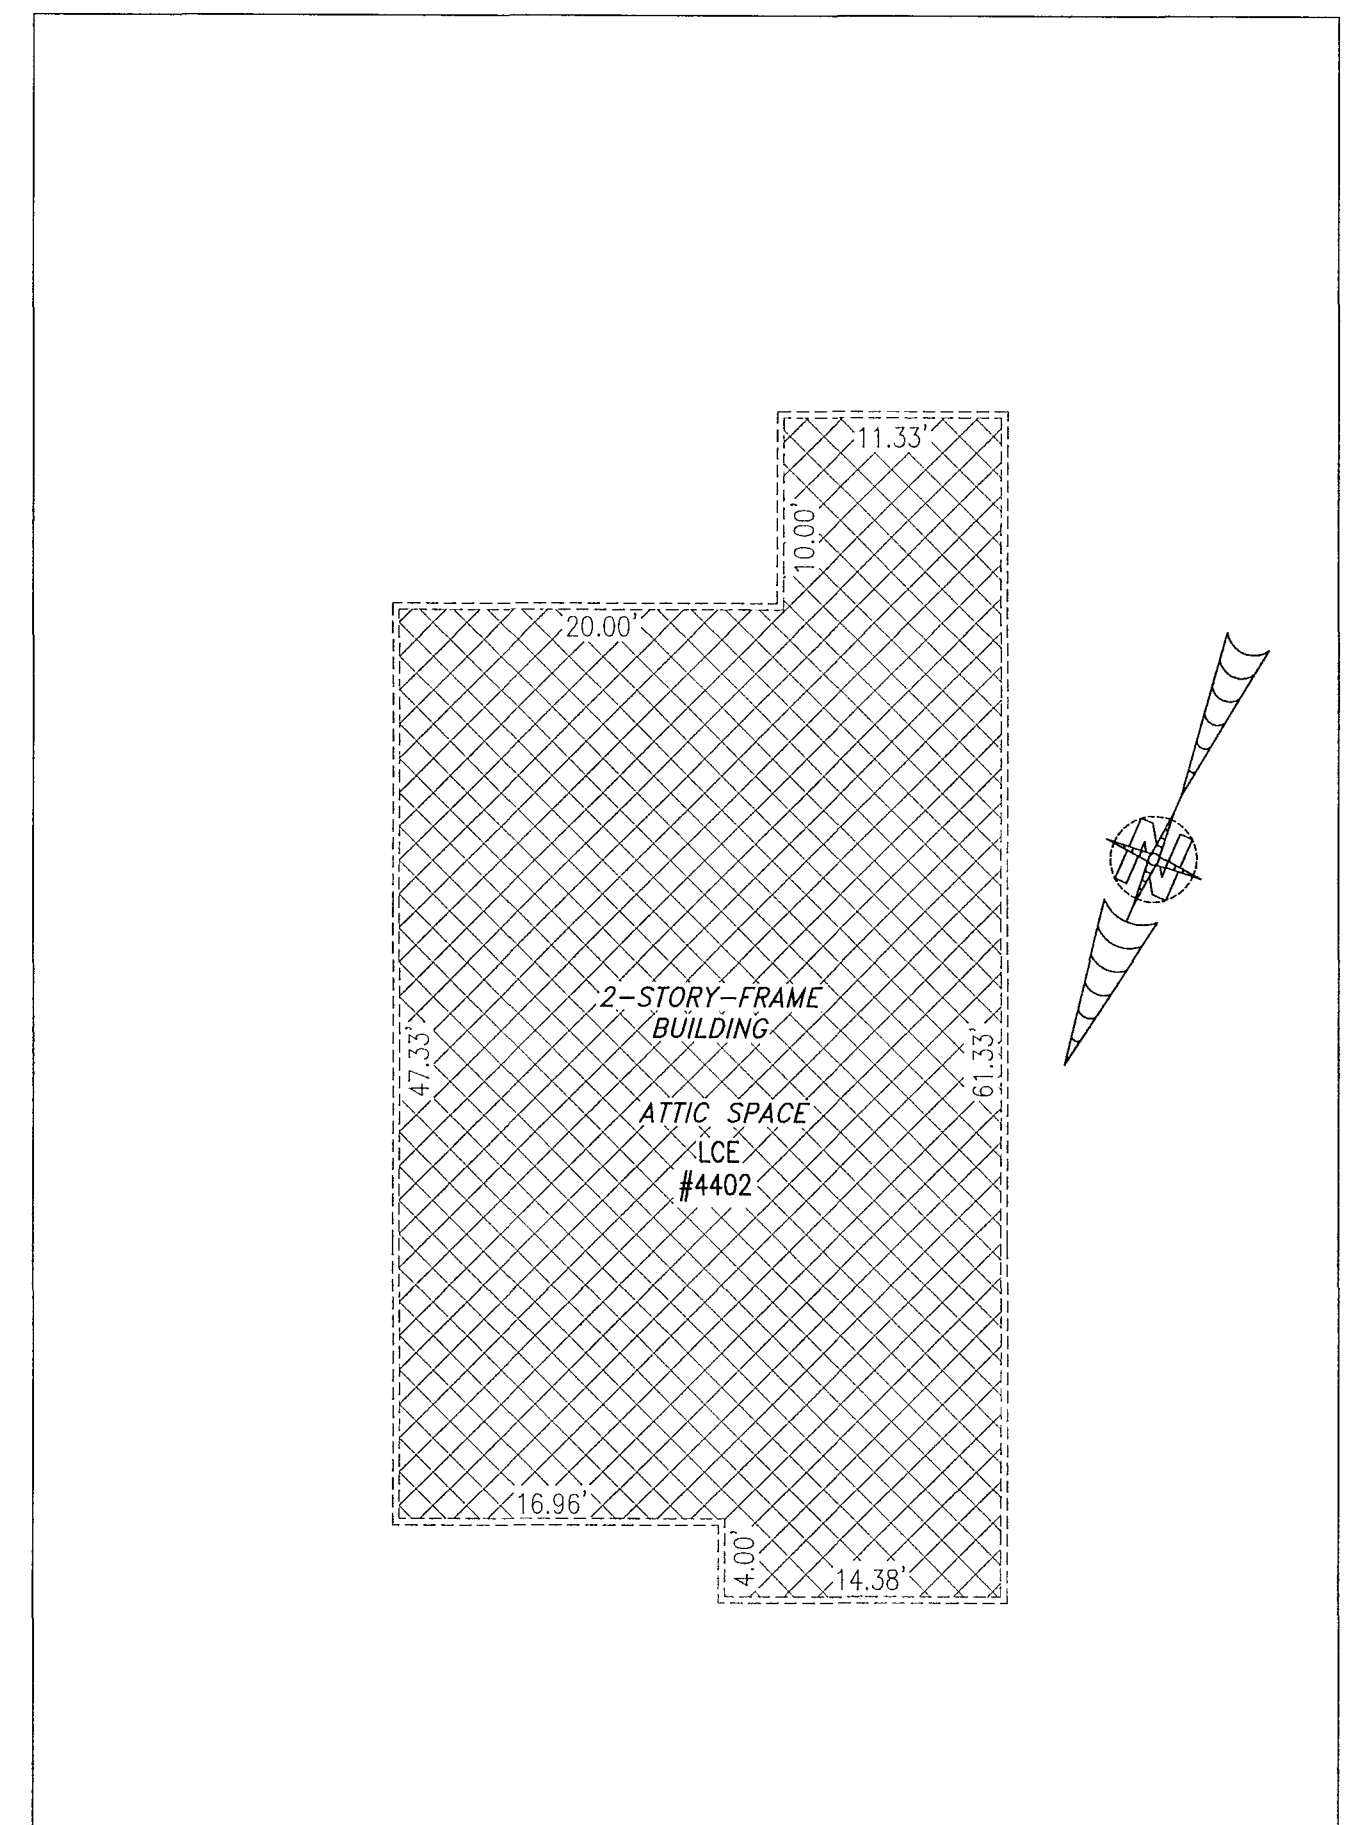 11.33'
10.00'
20.00'
2-STORY-FRAME
BUILDING
47.33'
61.33'
ATTIC SPACE
LCE
#4402
16.96'
4.00'
14.38'
N